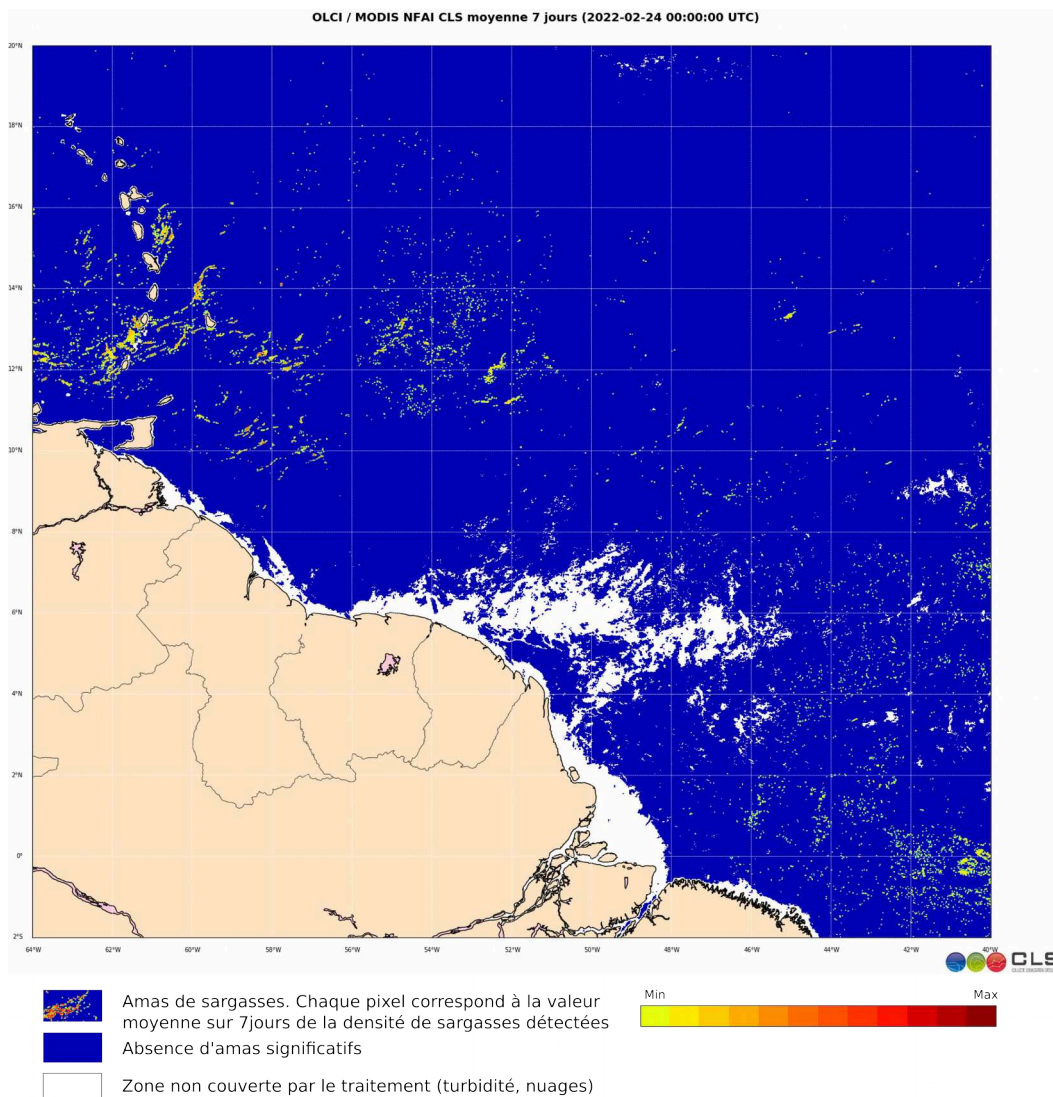 OLCI / MODIS NFAI CLS moyenne 7 jours (2022-02-24 00:00:00 UTC)
20°N
18°N
16°N
14°N
12°N
10°N
8°N
6°N
4°N
2°N
0°
2°S
64°W 62°W 60°W 58°W 56°W 54°W 52°W 50°W 48°W 46°W 44°W 42°W 40°W
CLS
Amas de sargasses. Chaque pixel correspond à la valeur
moyenne sur 7jours de la densité de sargasses détectées
Min Max
Absence d'amas significatifs
Zone non couverte par le traitement (turbidité, nuages)